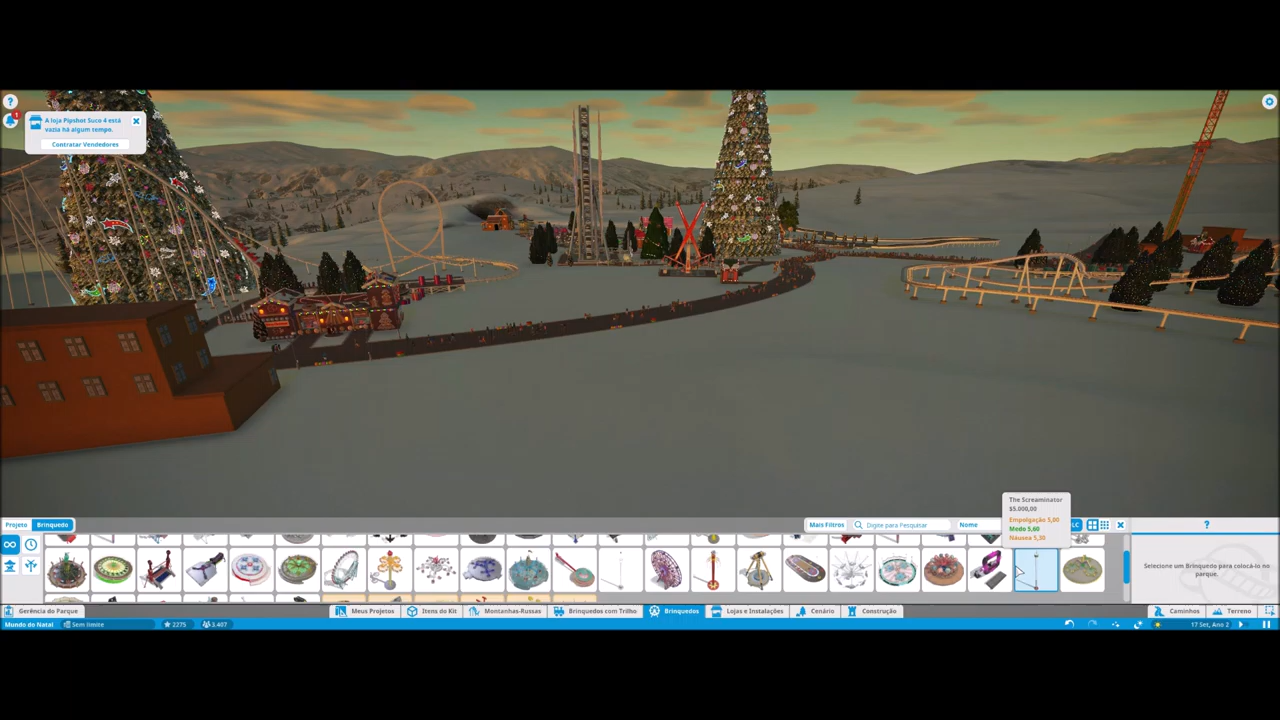 ?
1
A loja Pipshot Suco 4 está
vazia há algum tempo.
Contratar Vendedores
The Screaminator
$5.000,00
Empolgação 5,80
Medo 5,60
Náusea 5,30
Projeto
Brinquedo
Mais Filtros
Digite para Pesquisar
Nome
?
Selecione um Brinquedo para colocá-lo no
parque.
Gerência do Parque
Meus Projetos
Itens do Kit
Montanhas-Russas
Brinquedos com Trilho
Brinquedos
Lojas e Instalações
Cenário
Construção
Caminhos
Terreno
Mundo do Natal
Sem limite
2275
3.407
17 Set, Ano 2